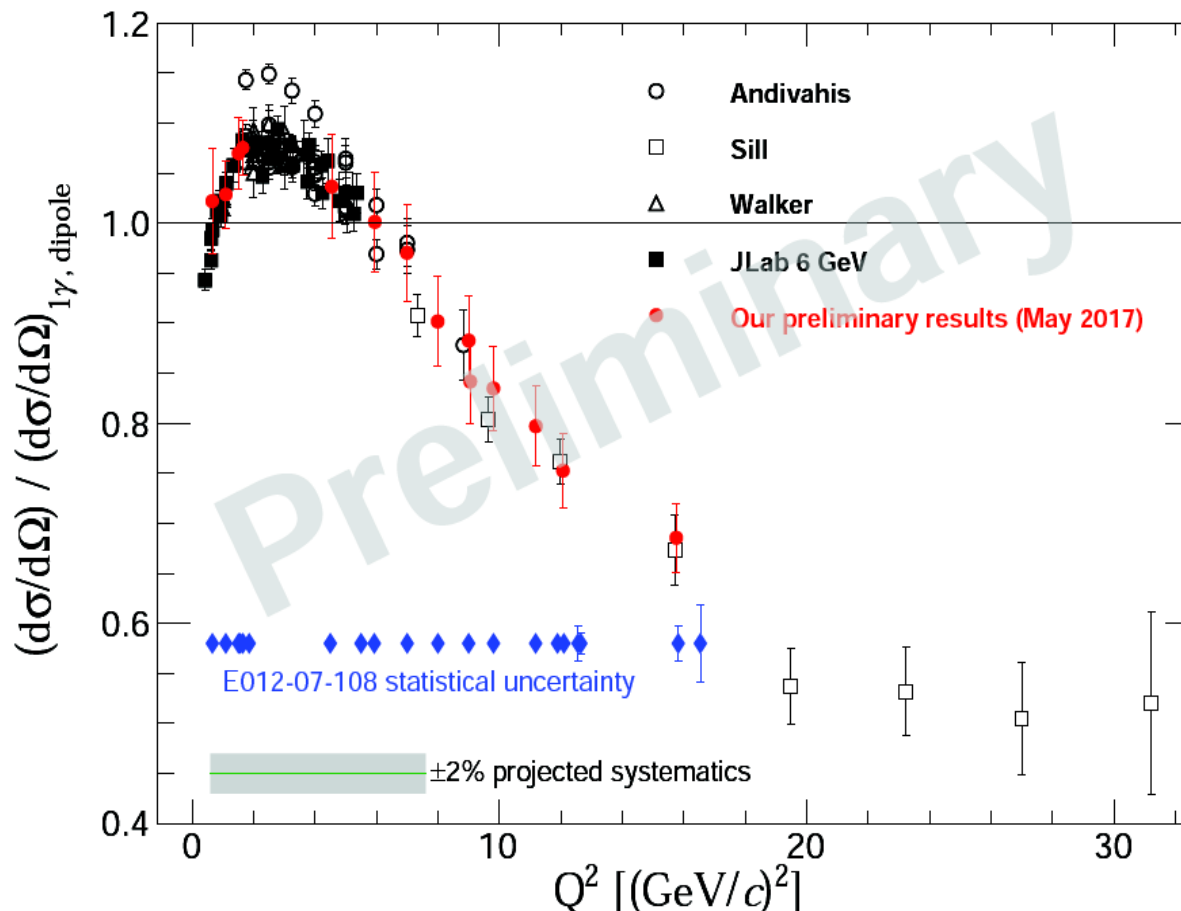 1.2
1.0
0.8
0.6
0.4
(dσ/dΩ) / (dσ/dΩ)1γ, dipole
Andivahis
Sill
Walker
JLab 6 GeV
Our preliminary results (May 2017)
Preliminary
E012-07-108 statistical uncertainty
±2% projected systematics
0 10 20 30
Q² [(GeV/c)²]